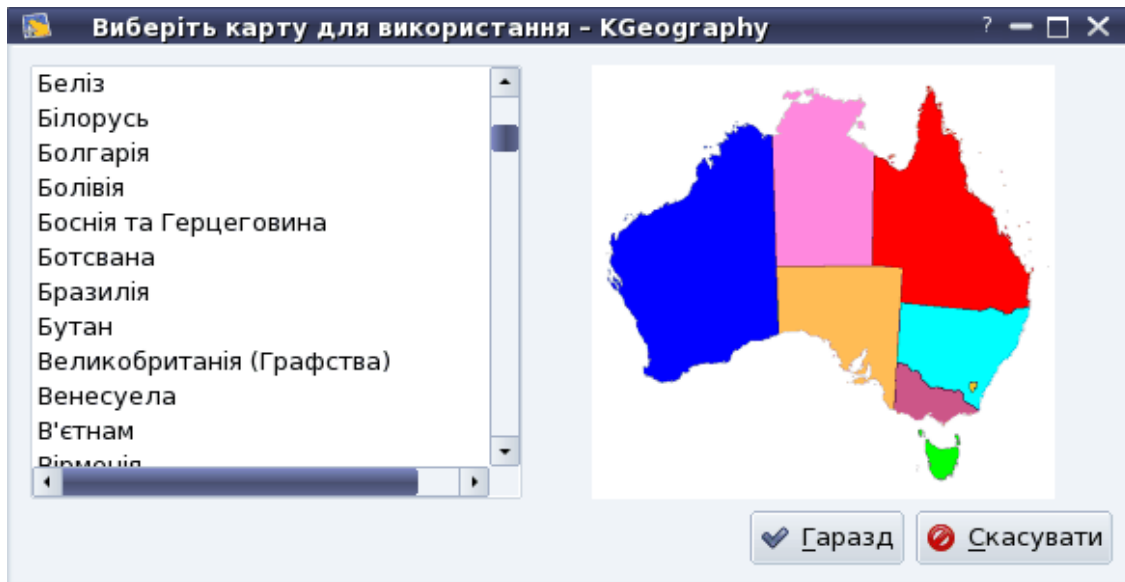 Виберіть карту для використання – KGeography
Беліз
Білорусь
Болгарія
Болівія
Боснія та Герцеговина
Ботсвана
Бразилія
Бутан
Великобританія (Графства)
Венесуела
В'єтнам
Вірменія
Гаразд
Скасувати